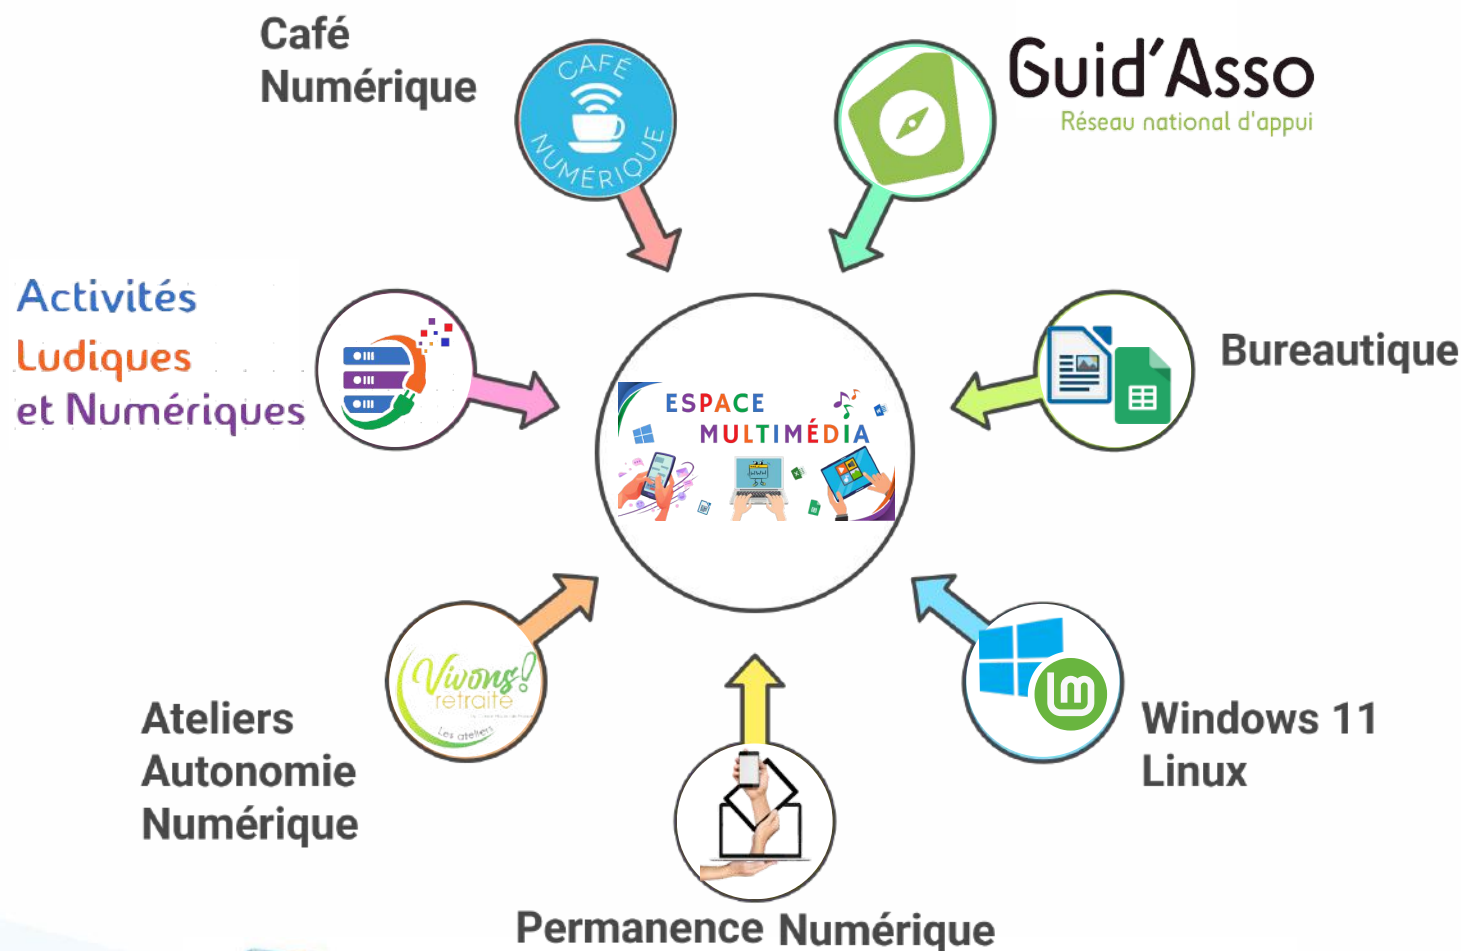 Café
Numérique
CAFÉ
NUMÉRIQUE
Guid'Asso
Réseau national d'appui
Activités
Ludiques
et Numériques
Bureautique
ESPACE
MULTIMÉDIA
Vivons!
retraite
Les ateliers
Ateliers
Autonomie
Numérique
Windows 11
Linux
Permanence Numérique